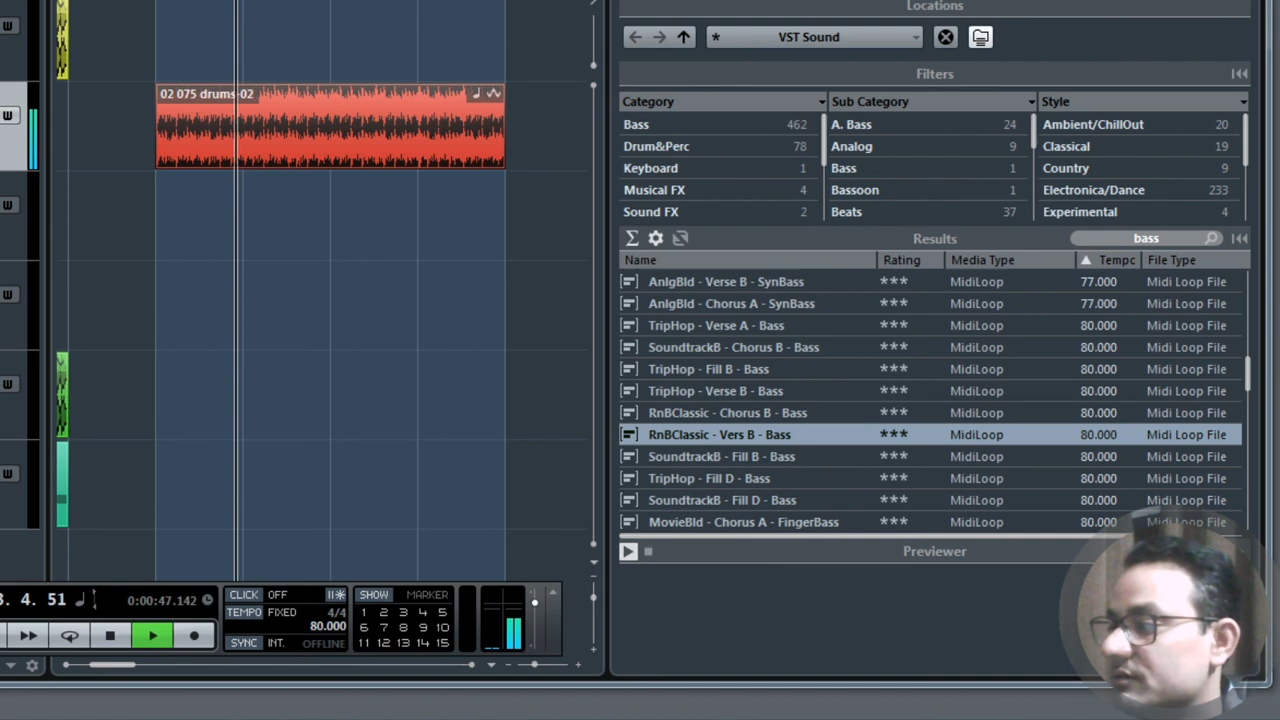 Locations
* VST Sound
Filters
Category Sub Category Style
Bass 462 A. Bass 24 Ambient/ChillOut 20
Drum&Perc 78 Analog 9 Classical 19
Keyboard 1 Bass 1 Country 9
Musical FX 4 Bassoon 1 Electronica/Dance 233
Sound FX 2 Beats 37 Experimental 4
Results bass
Name Rating Media Type Tempc File Type
AnlgBld - Verse B - SynBass *** MidiLoop 77.000 Midi Loop File
AnlgBld - Chorus A - SynBass *** MidiLoop 77.000 Midi Loop File
TripHop - Verse A - Bass *** MidiLoop 80.000 Midi Loop File
SoundtrackB - Chorus B - Bass *** MidiLoop 80.000 Midi Loop File
TripHop - Fill B - Bass *** MidiLoop 80.000 Midi Loop File
TripHop - Verse B - Bass *** MidiLoop 80.000 Midi Loop File
RnBClassic - Chorus B - Bass *** MidiLoop 80.000 Midi Loop File
RnBClassic - Vers B - Bass *** MidiLoop 80.000 Midi Loop File
SoundtrackB - Fill B - Bass *** MidiLoop 80.000 Midi Loop File
TripHop - Fill D - Bass *** MidiLoop 80.000 Midi Loop File
SoundtrackB - Fill D - Bass *** MidiLoop 80.000 Midi Loop File
MovieBld - Chorus A - FingerBass *** MidiLoop 80.000 Midi Loop File
Previewer
W
02 075 drums-02
W
W
W
W
W
3. 4. 51 0:00:47.142
CLICK OFF
TEMPO FIXED 4/4
80.000
SYNC INT. OFFLINE
SHOW MARKER
1 2 3 4 5
6 7 8 9 10
11 12 13 14 15